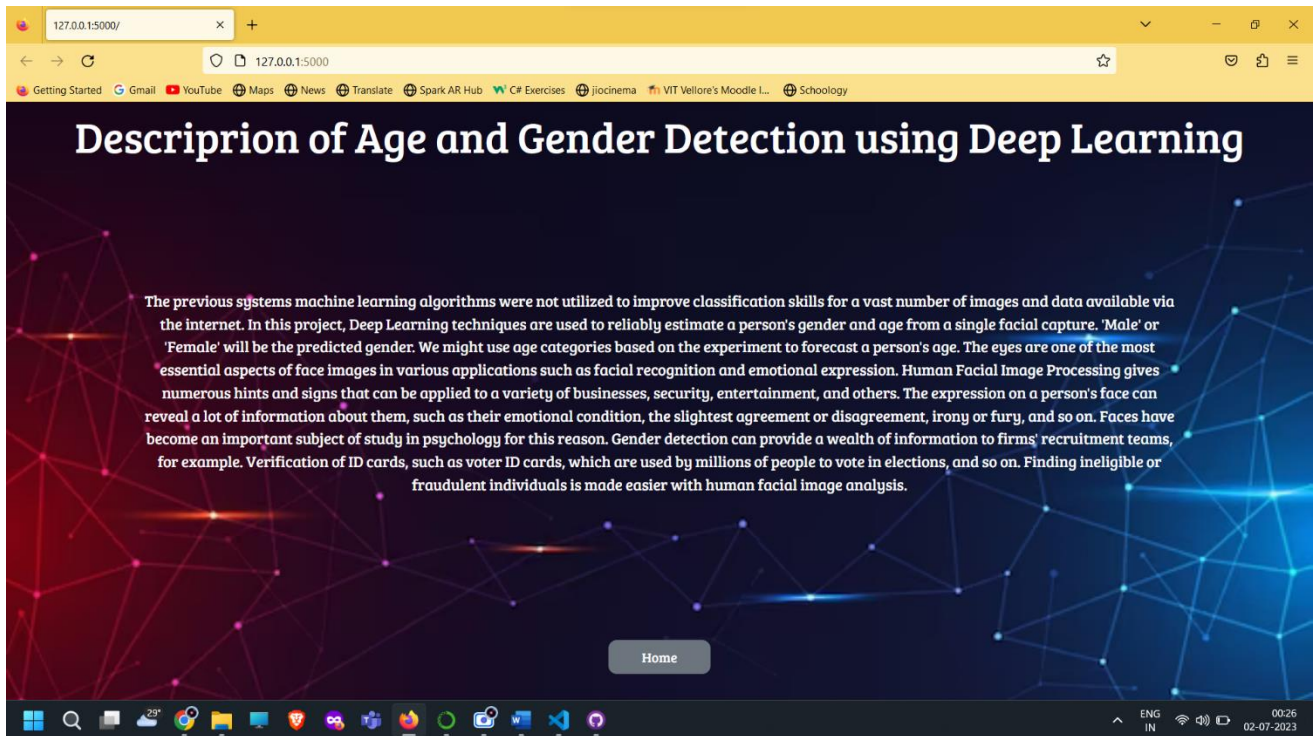 127.0.0.1:5000/
127.0.0.1:5000
Getting Started Gmail YouTube Maps News Translate Spark AR Hub C# Exercises jiocinema VIT Vellore's Moodle l... Schoology
Descriprion of Age and Gender Detection using Deep Learning
The previous systems machine learning algorithms were not utilized to improve classification skills for a vast number of images and data available via
the internet. In this project, Deep Learning techniques are used to reliably estimate a person's gender and age from a single facial capture. 'Male' or
'Female' will be the predicted gender. We might use age categories based on the experiment to forecast a person's age. The eyes are one of the most
essential aspects of face images in various applications such as facial recognition and emotional expression. Human Facial Image Processing gives
numerous hints and signs that can be applied to a variety of businesses, security, entertainment, and others. The expression on a person's face can
reveal a lot of information about them, such as their emotional condition, the slightest agreement or disagreement, irony or fury, and so on. Faces have
become an important subject of study in psychology for this reason. Gender detection can provide a wealth of information to firms' recruitment teams,
for example. Verification of ID cards, such as voter ID cards, which are used by millions of people to vote in elections, and so on. Finding ineligible or
fraudulent individuals is made easier with human facial image analysis.
Home
29°
ENG
IN
00:26
02-07-2023